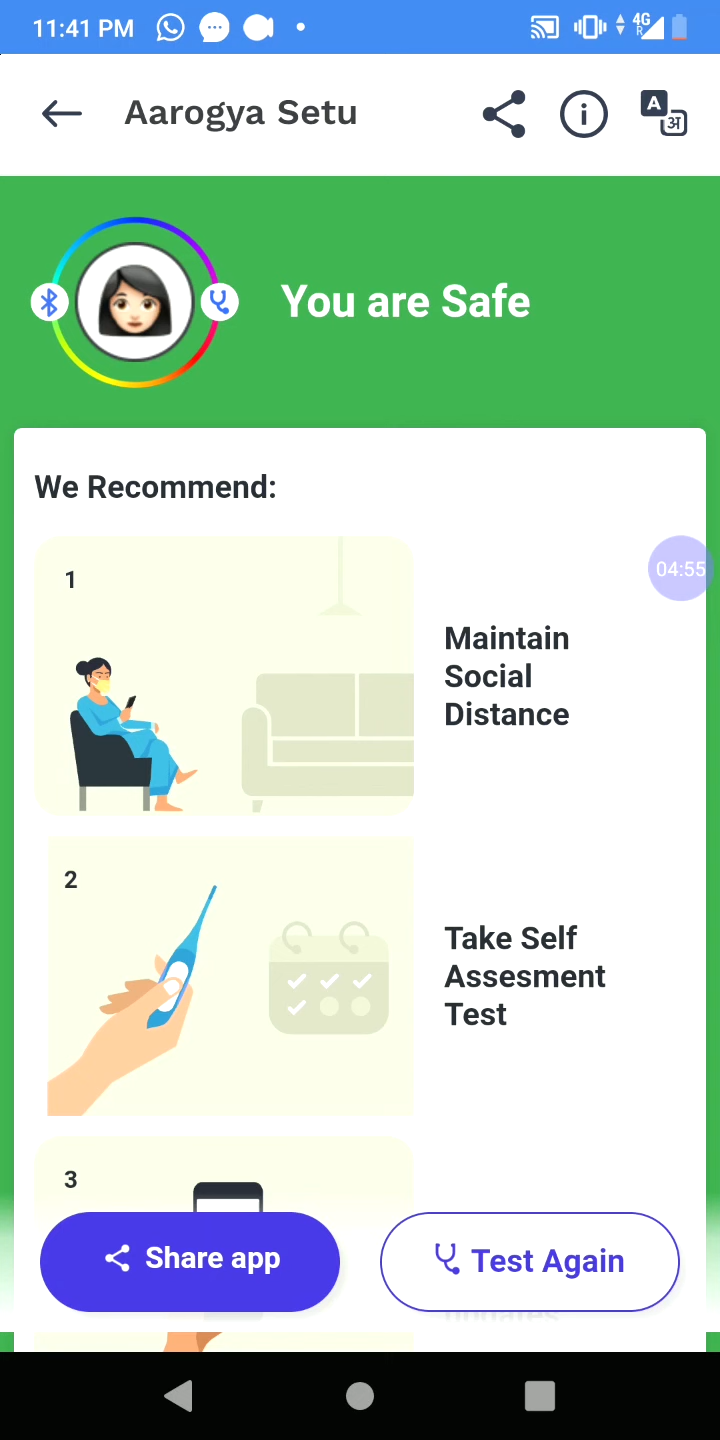 11:41 PM
4G
R
Aarogya Setu
A
अ
You are Safe
We Recommend:
1
04:55
Maintain
Social
Distance
2
Take Self
Assesment
Test
3
Share app
Test Again
updates